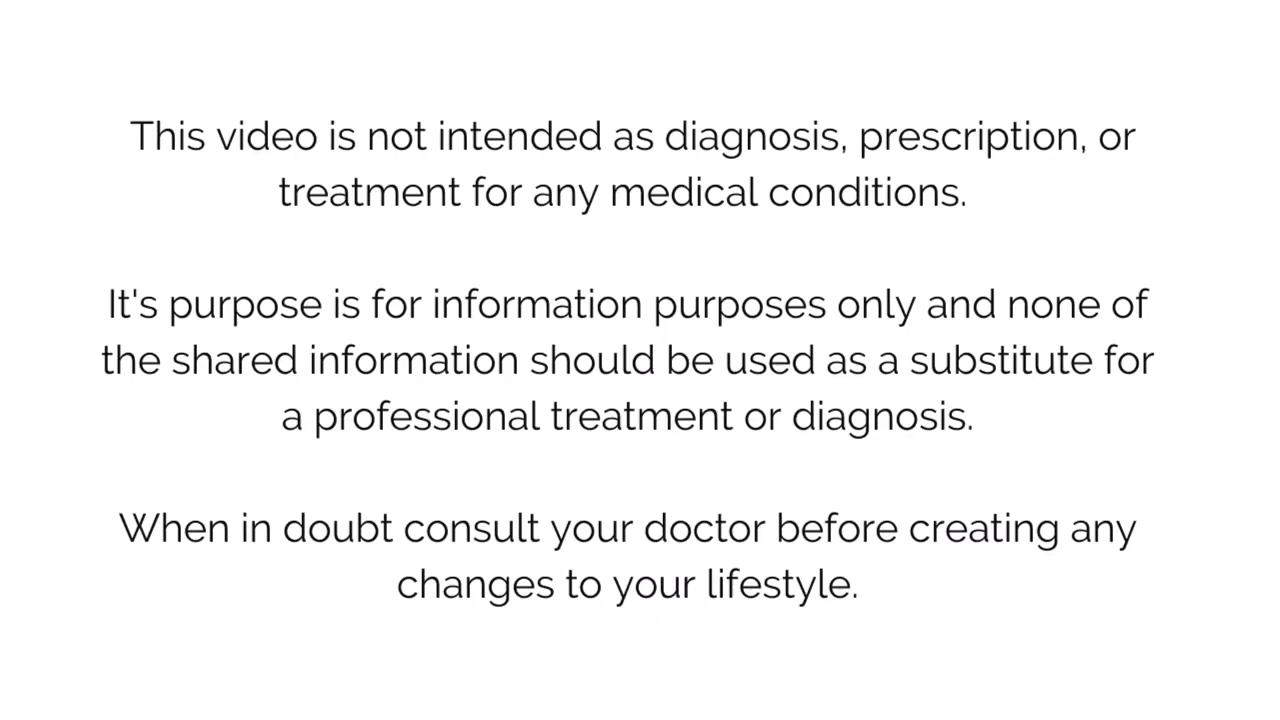 This video is not intended as diagnosis, prescription, or
treatment for any medical conditions.
It's purpose is for information purposes only and none of
the shared information should be used as a substitute for
a professional treatment or diagnosis.
When in doubt consult your doctor before creating any
changes to your lifestyle.